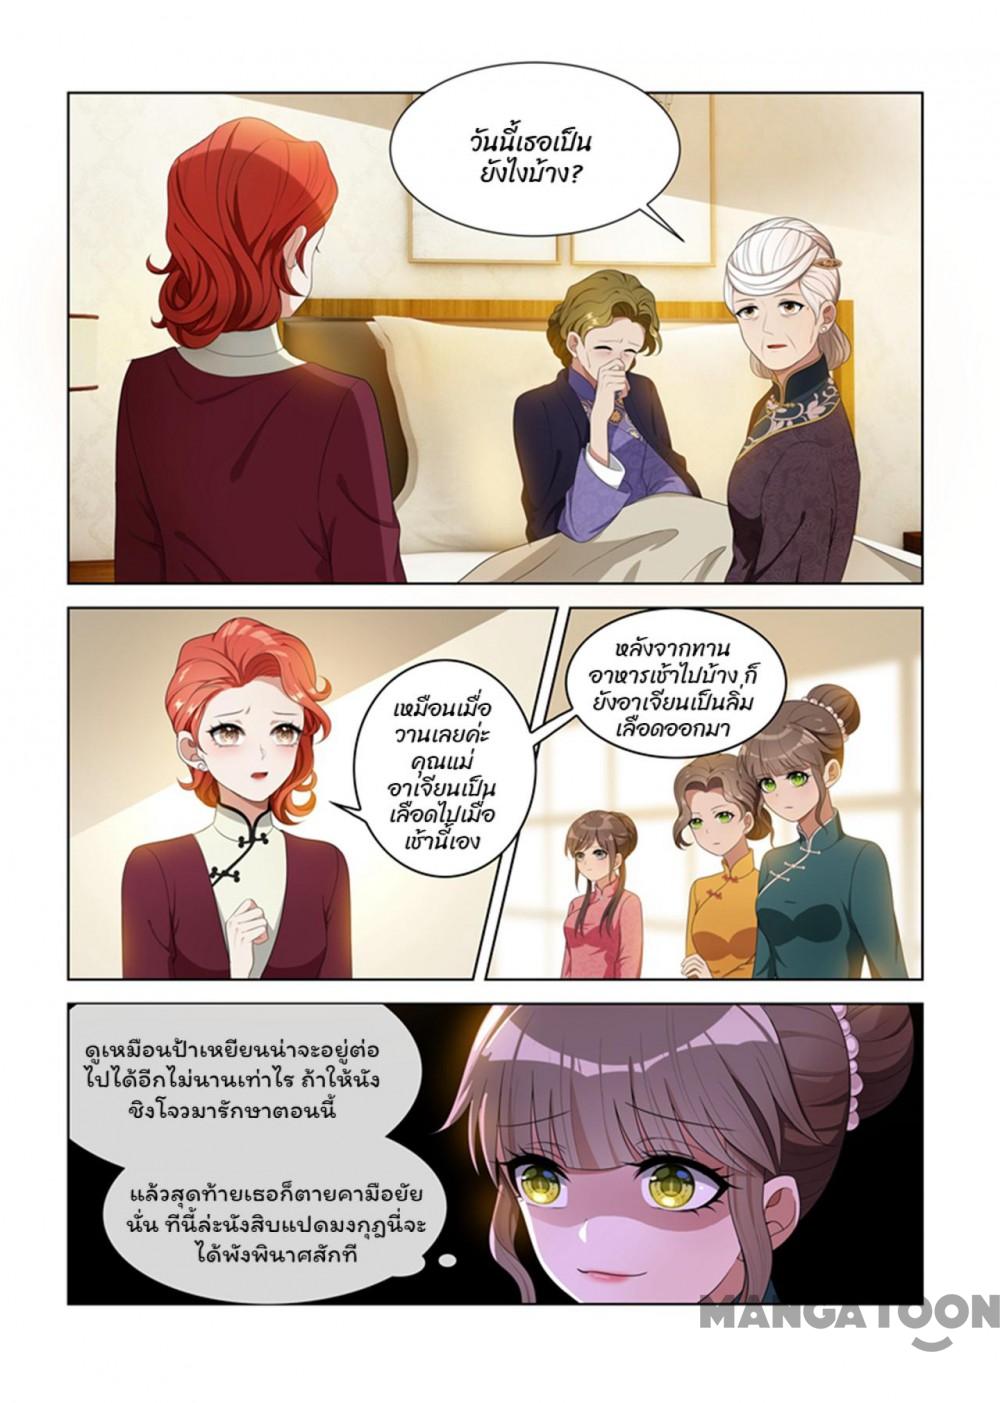 วันนี้เธอเป็น
ยังไงบ้าง?
เหมือนเมื่อ
วานเลยค่ะ
คุณแม่
อาเจียนเป็น
เลือดไปเมื่อ
เช้านี้เอง
หลังจากทาน
อาหารเช้าไปบ้าง ก็
ยังอาเจียนเป็นลิ่ม
เลือดออกมา
ดูเหมือนป้าเหยียนน่าจะอยู่ต่อ
ไปได้อีกไม่นานเท่าไร ถ้าให้นัง
ชิงโจวมารักษาตอนนี้
แล้วสุดท้ายเธอก็ตายคามือยัย
นั่น ทีนี้ล่ะนังสิบแปดมงกุฎนี่จะ
ได้พังพินาศสักที
MANGATOON